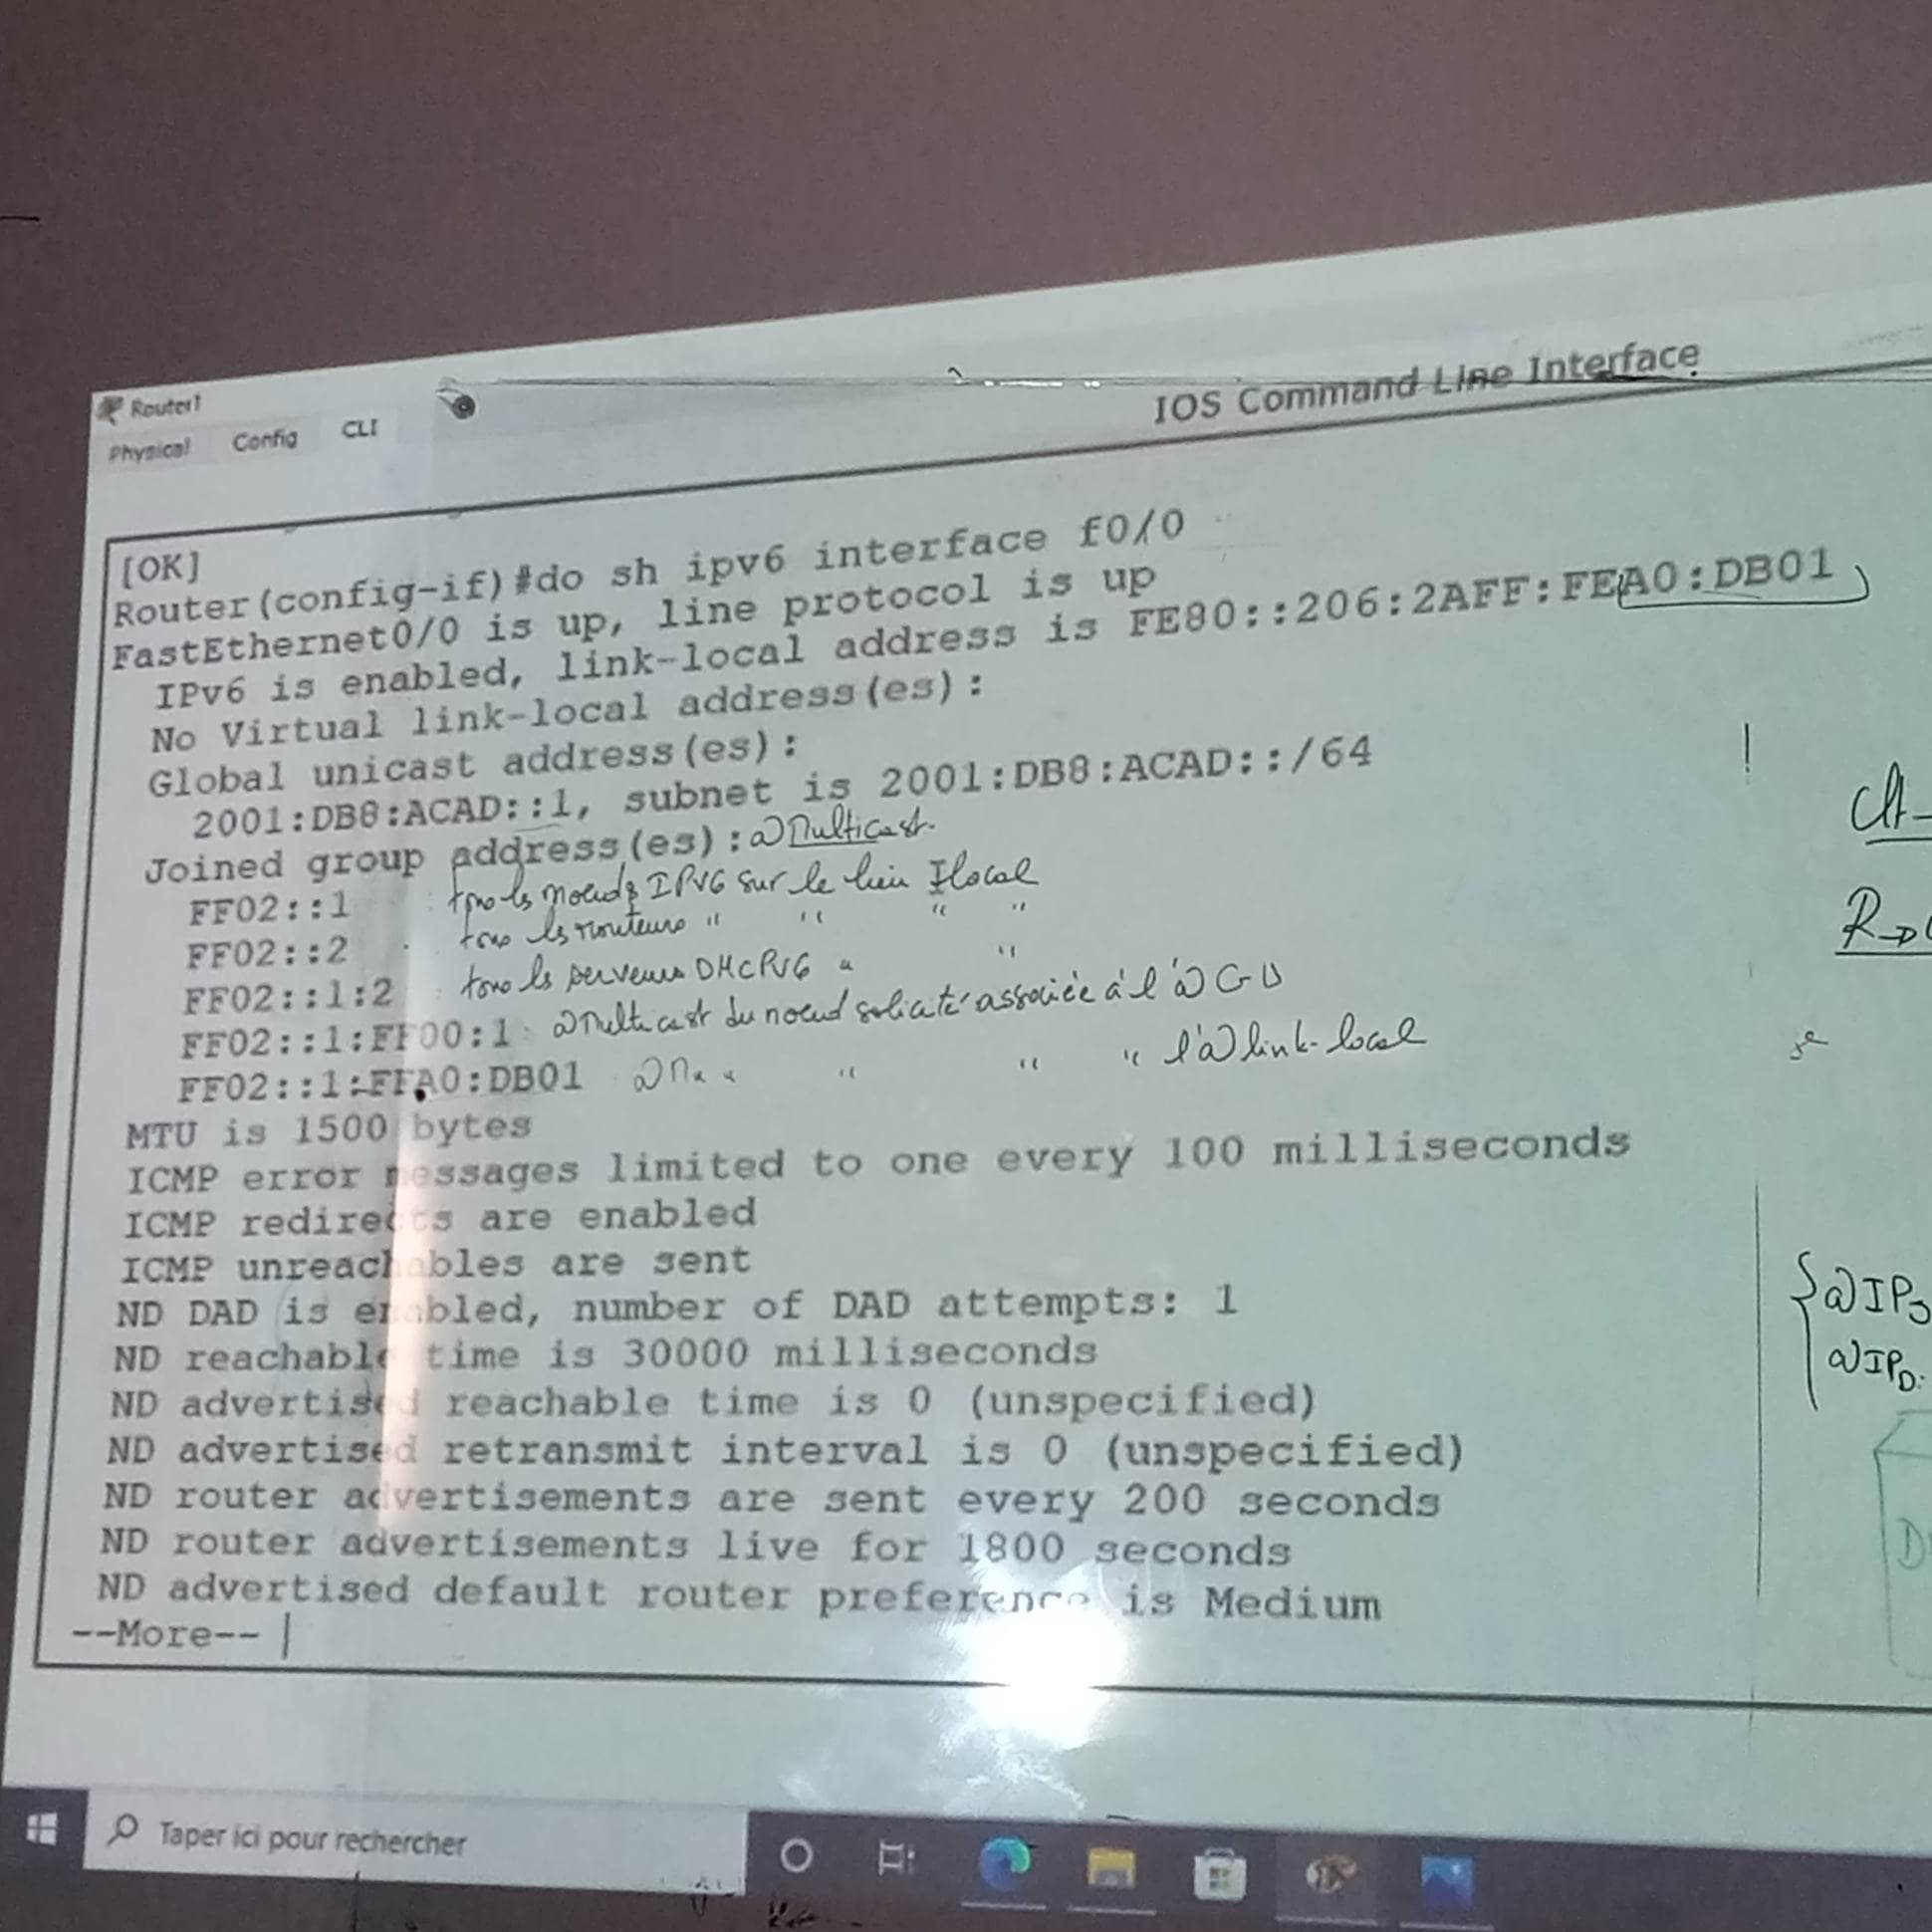 Router1
Physical Config CLI
IOS Command Line Interface
[OK]
Router(config-if)#do sh ipv6 interface f0/0
FastEthernet0/0 is up, line protocol is up
IPv6 is enabled, link-local address is FE80::206:2AFF:FEA0:DB01
No Virtual link-local address(es):
Global unicast address(es):
2001:DB8:ACAD::1, subnet is 2001:DB8:ACAD::/64
Joined group address(es): @Multicast.
FF02::1 : tous les noeuds IPV6 sur le lien local
FF02::2 tous les routeurs " " " "
FF02::1:2 : tous les serveurs DHCPV6 " "
FF02::1:FF00:1 : @Multicast du noeud solicité associée à l'@ GU
FF02::1:FFA0:DB01 @M " " " " " l'@ link-local
MTU is 1500 bytes
ICMP error messages limited to one every 100 milliseconds
ICMP redirects are enabled
ICMP unreachables are sent
ND DAD is enabled, number of DAD attempts: 1
ND reachable time is 30000 milliseconds
ND advertised reachable time is 0 (unspecified)
ND advertised retransmit interval is 0 (unspecified)
ND router advertisements are sent every 200 seconds
ND router advertisements live for 1800 seconds
ND advertised default router preference is Medium
--More--
@IPS
@IPD.
Taper ici pour rechercher